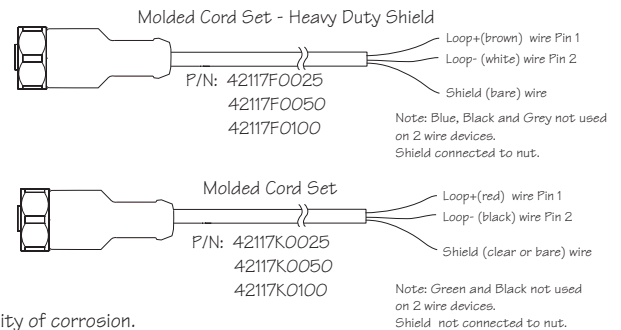 Molded Cord Set - Heavy Duty Shield
Loop+(brown) wire Pin 1
Loop- (white) wire Pin 2
Shield (bare) wire
P/N: 42117F0025
42117F0050
42117F0100
Note: Blue, Black and Grey not used
on 2 wire devices.
Shield connected to nut.
Molded Cord Set
Loop+(red) wire Pin 1
Loop- (black) wire Pin 2
Shield (clear or bare) wire
P/N: 42117K0025
42117K0050
42117K0100
Note: Green and Black not used
on 2 wire devices.
Shield not connected to nut.
ity of corrosion.